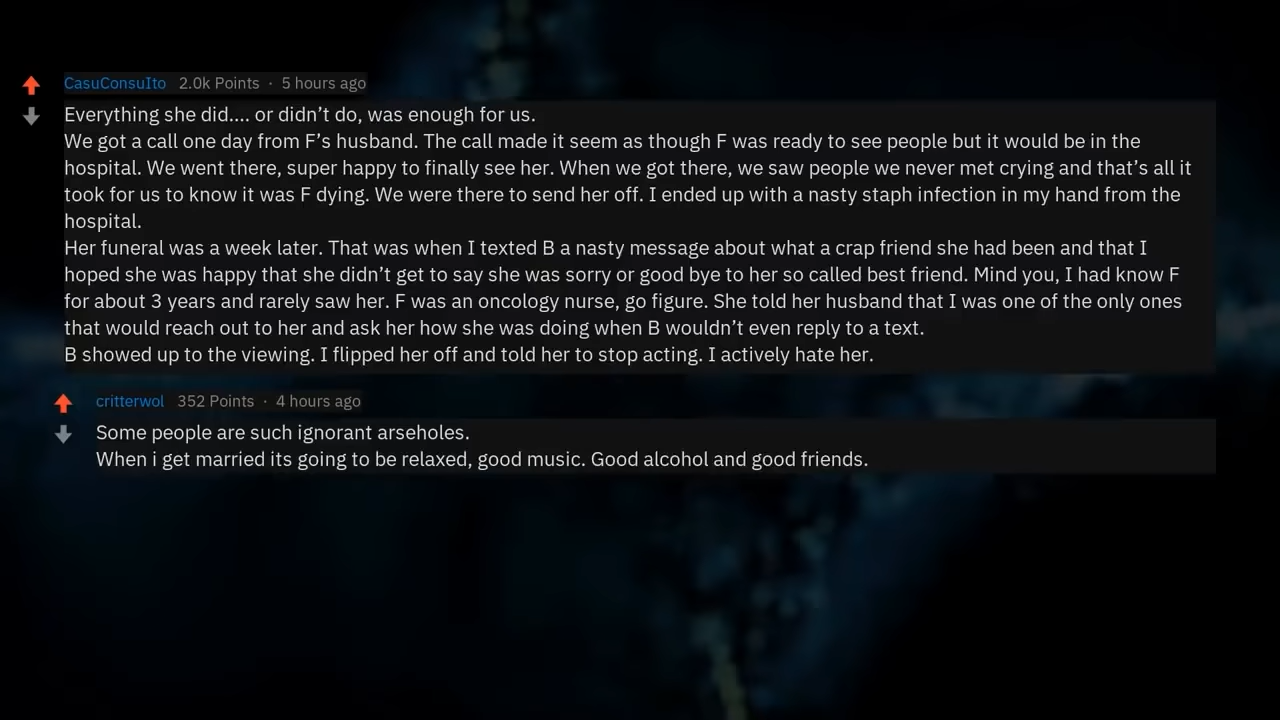 CasuConsuIto 2.0k Points · 5 hours ago
Everything she did.... or didn’t do, was enough for us.
We got a call one day from F’s husband. The call made it seem as though F was ready to see people but it would be in the
hospital. We went there, super happy to finally see her. When we got there, we saw people we never met crying and that’s all it
took for us to know it was F dying. We were there to send her off. I ended up with a nasty staph infection in my hand from the
hospital.
Her funeral was a week later. That was when I texted B a nasty message about what a crap friend she had been and that I
hoped she was happy that she didn’t get to say she was sorry or good bye to her so called best friend. Mind you, I had know F
for about 3 years and rarely saw her. F was an oncology nurse, go figure. She told her husband that I was one of the only ones
that would reach out to her and ask her how she was doing when B wouldn’t even reply to a text.
B showed up to the viewing. I flipped her off and told her to stop acting. I actively hate her.
critterwol 352 Points · 4 hours ago
Some people are such ignorant arseholes.
When i get married its going to be relaxed, good music. Good alcohol and good friends.